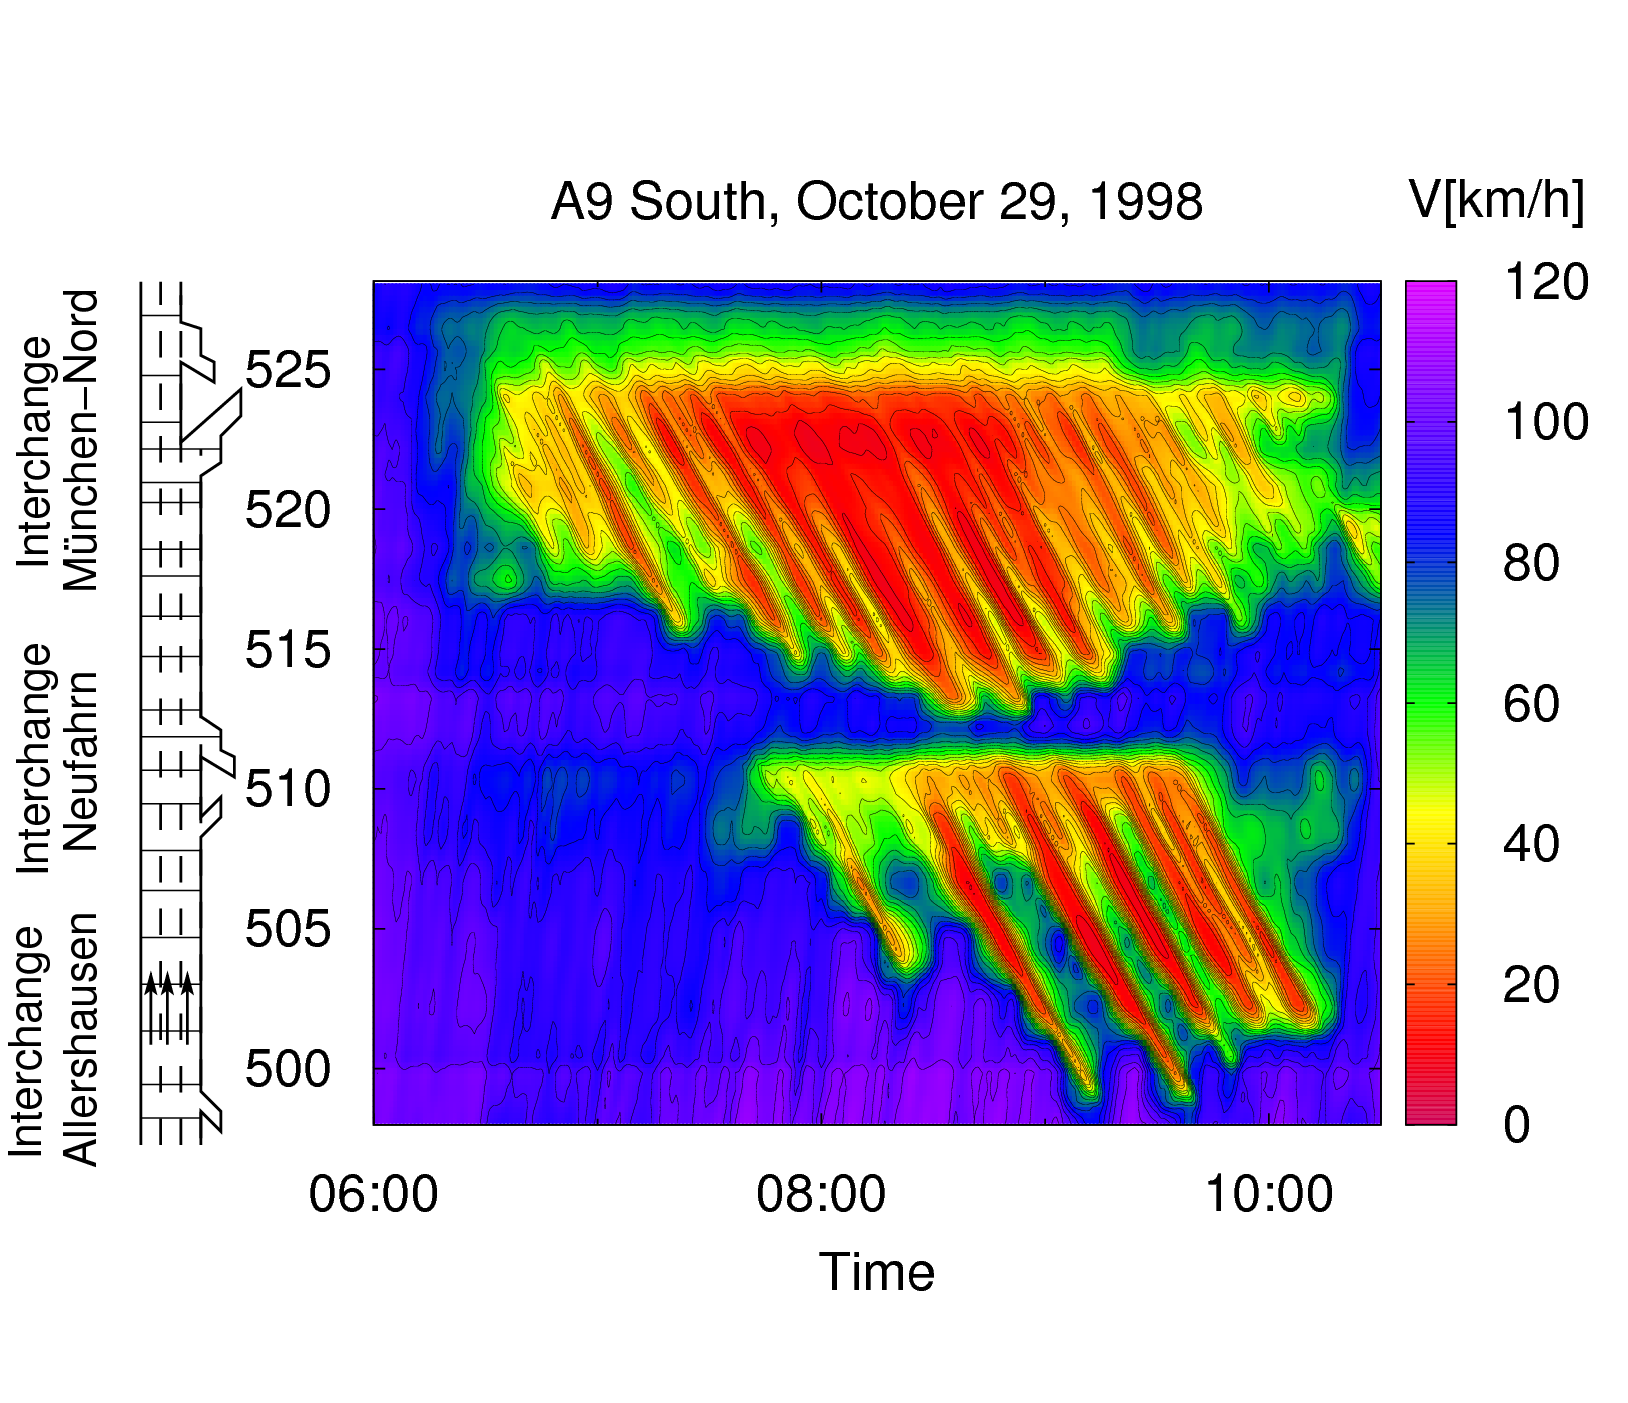 A9 South, October 29, 1998
V[km/h]
Interchange
München–Nord
Interchange
Neufahrn
Interchange
Allershausen
525
520
515
510
505
500
06:00
08:00
10:00
Time
120
100
80
60
40
20
0